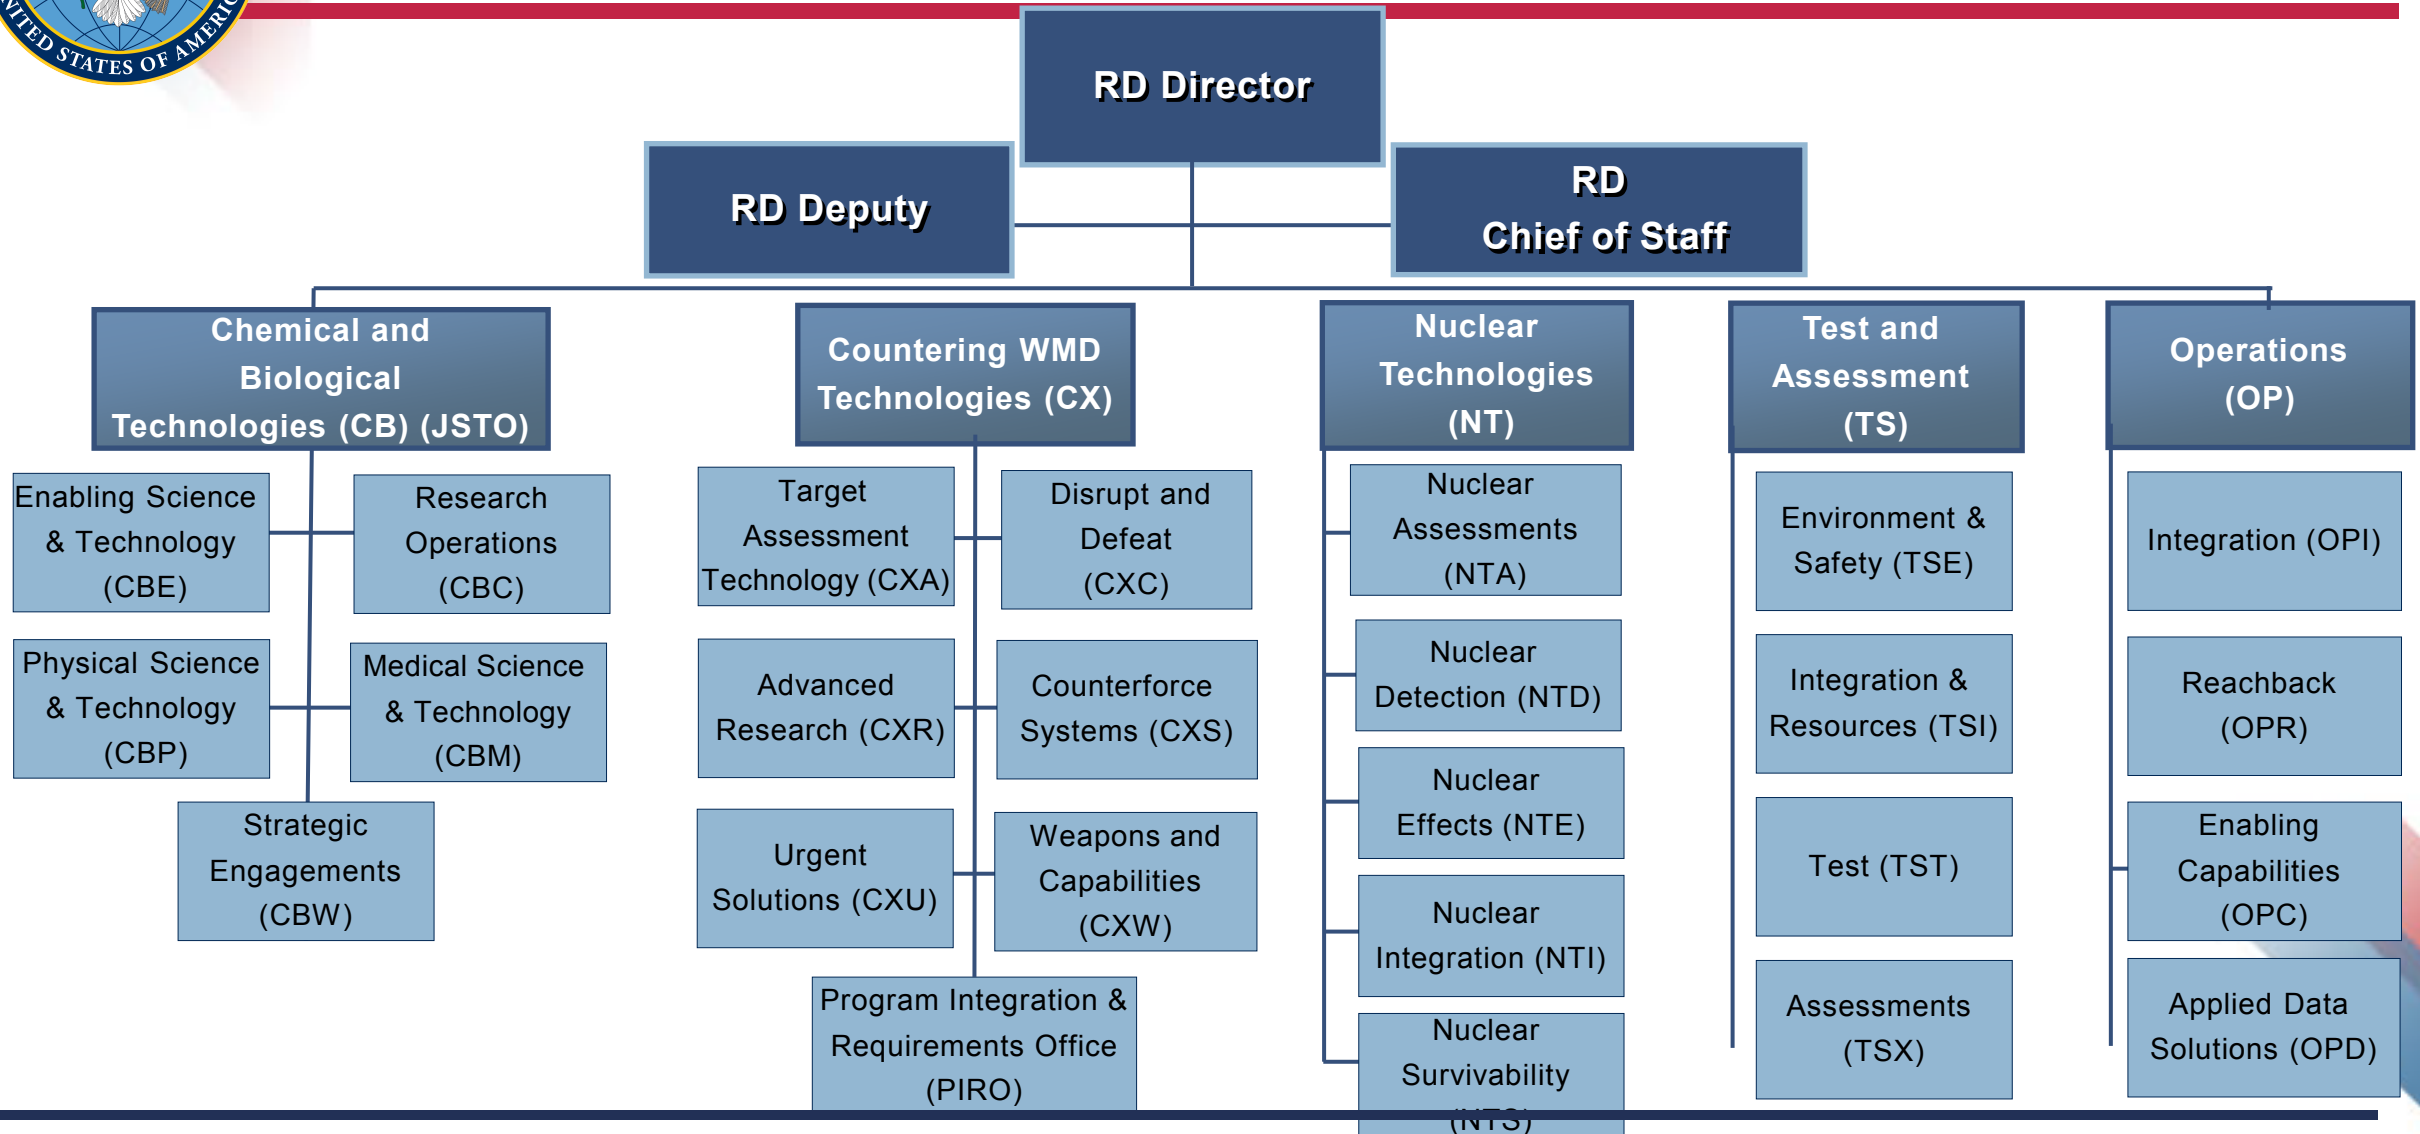 UNITED STATES OF AMERIC
RD Director
RD Deputy
RD
Chief of Staff
Chemical and
Biological
Technologies (CB) (JSTO)
Enabling Science
& Technology
(CBE)
Research
Operations
(CBC)
Physical Science
& Technology
(CBP)
Medical Science
& Technology
(CBM)
Strategic
Engagements
(CBW)
Countering WMD
Technologies (CX)
Target
Assessment
Technology (CXA)
Disrupt and
Defeat
(CXC)
Advanced
Research (CXR)
Counterforce
Systems (CXS)
Urgent
Solutions (CXU)
Weapons and
Capabilities
(CXW)
Program Integration &
Requirements Office
(PIRO)
Nuclear
Technologies
(NT)
Nuclear
Assessments
(NTA)
Nuclear
Detection (NTD)
Nuclear
Effects (NTE)
Nuclear
Integration (NTI)
Nuclear
Survivability
(NTS)
Test and
Assessment
(TS)
Environment &
Safety (TSE)
Integration &
Resources (TSI)
Test (TST)
Assessments
(TSX)
Operations
(OP)
Integration (OPI)
Reachback
(OPR)
Enabling
Capabilities
(OPC)
Applied Data
Solutions (OPD)